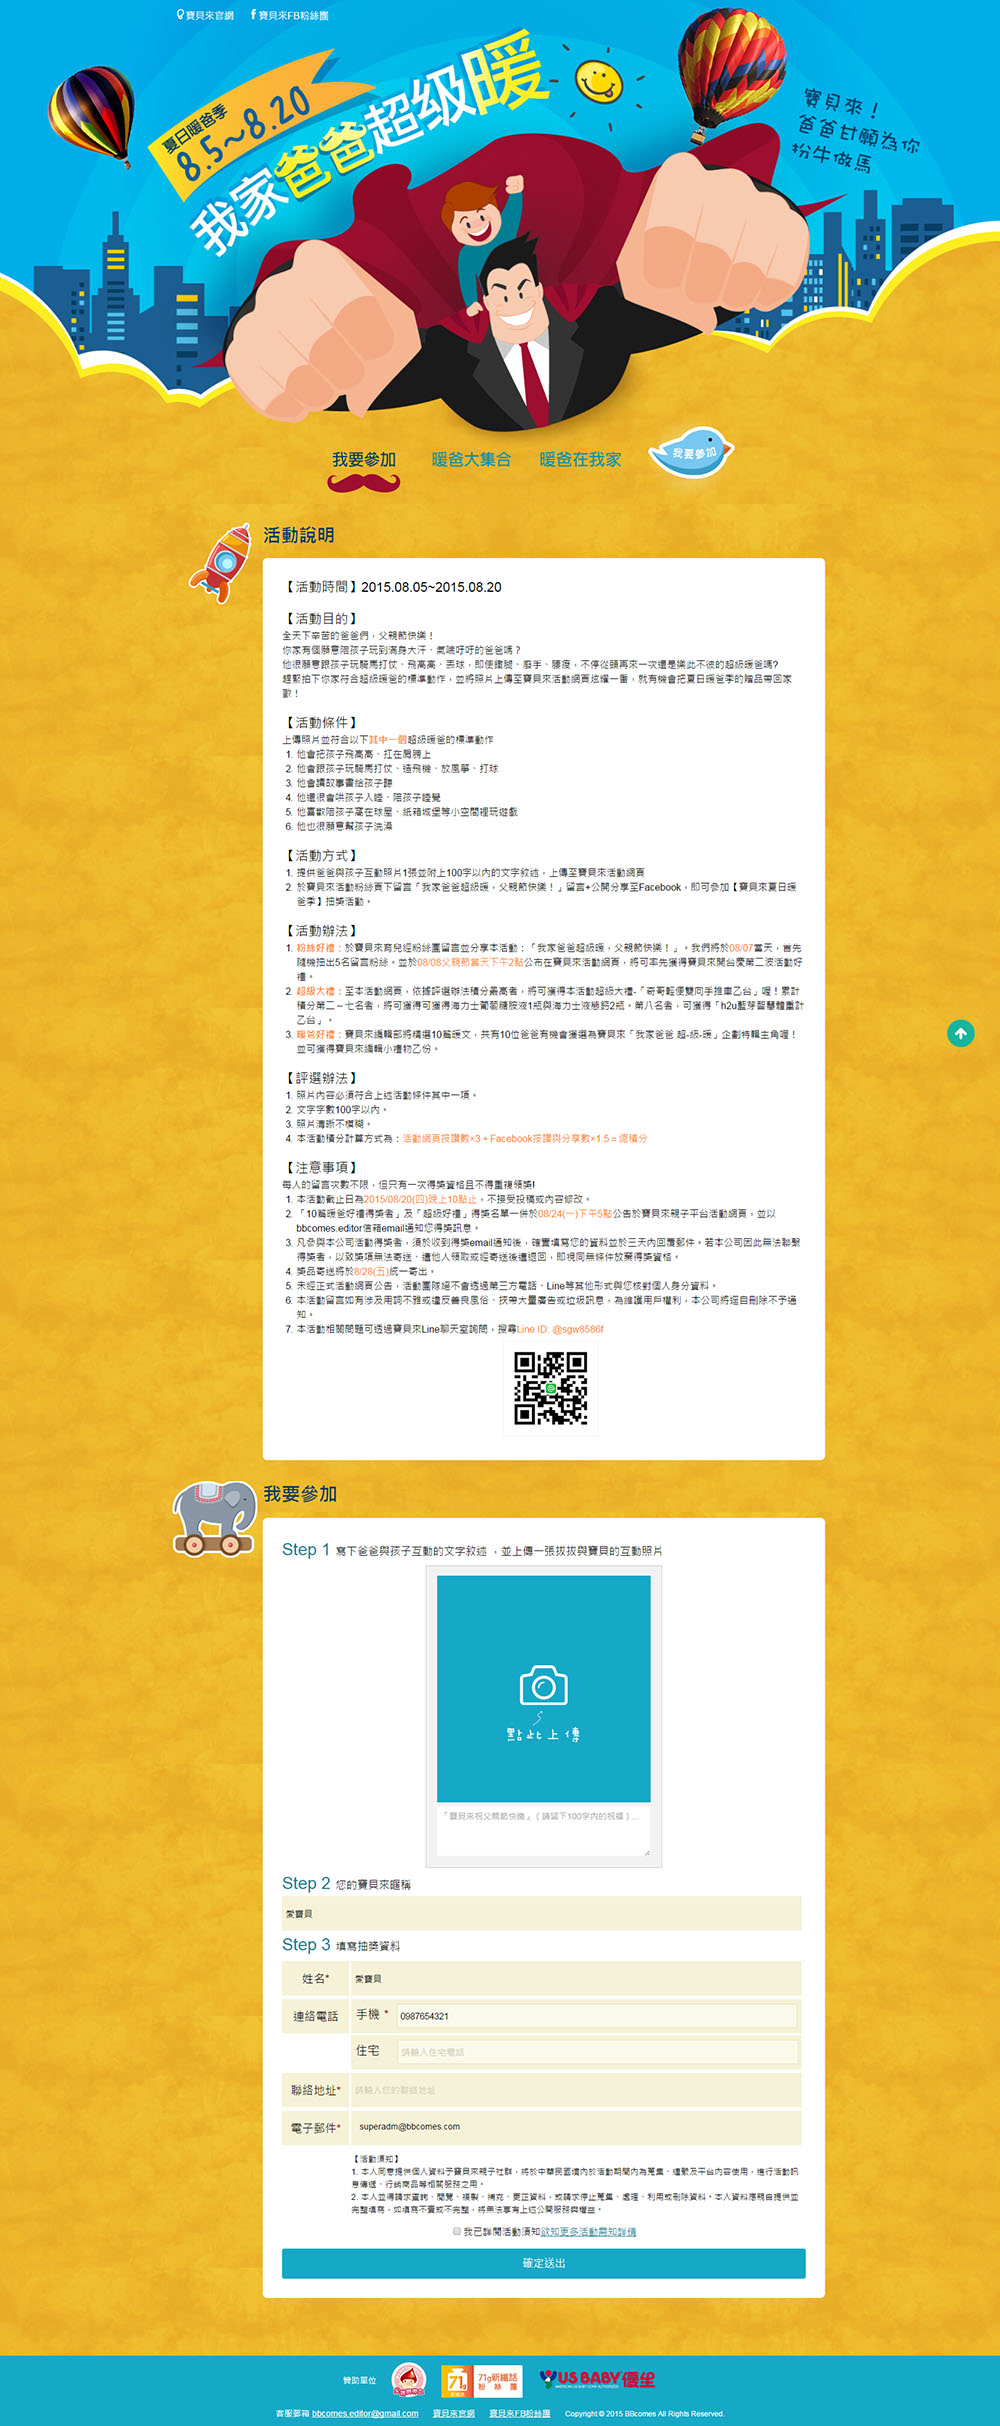 寶貝來官網 寶貝來FB粉絲團
夏日暖爸季
8.5~8.20
我家爸爸超級暖
寶貝來！
爸爸甘願為你
扮牛做馬
我要參加 暖爸大集合 暖爸在我家 我要參加
活動說明
【活動時間】2015.08.05~2015.08.20
【活動目的】
全天下辛苦的爸爸們，父親節快樂！
你家有個願意陪孩子玩到滿身大汗、氣喘吁吁的爸爸嗎？
他很願意跟孩子玩騎馬打仗、飛高高、丟球，即使鐵腿、廢手、腰痠，不停從頭再來一次還是樂此不彼的超級暖爸嗎?
趕緊拍下你家符合超級暖爸的標準動作，並將照片上傳至寶貝來活動網頁炫耀一番，就有機會把夏日暖爸季的贈品帶回家
歐！
【活動條件】
上傳照片並符合以下其中一個超級暖爸的標準動作
1. 他會把孩子飛高高、扛在肩膀上
2. 他會跟孩子玩騎馬打仗、造飛機、放風箏、打球
3. 他會讀故事書給孩子聽
4. 他還很會哄孩子入睡、陪孩子睡覺
5. 他喜歡陪孩子窩在球屋、紙箱城堡等小空間裡玩遊戲
6. 他也很願意幫孩子洗澡
【活動方式】
1. 提供爸爸與孩子互動照片1張並附上100字以內的文字敘述，上傳至寶貝來活動網頁
2. 於寶貝來活動粉絲頁下留言「我家爸爸超級暖，父親節快樂！」留言+公開分享至Facebook，即可參加【寶貝來夏日暖
爸季】抽獎活動。
【活動辦法】
1. 粉絲好禮：於寶貝來育兒經粉絲團留言並分享本活動：「我家爸爸超級暖，父親節快樂！」。我們將於08/07當天，首先
隨機抽出5名留言粉絲。並於08/08父親節當天下午2點公布在寶貝來活動網頁，將可率先獲得寶貝來開台慶第二波活動好
禮。
2. 超級大禮：至本活動網頁，依據評選辦法積分最高者，將可獲得本活動超級大禮-「奇哥輕便雙向手推車乙台」喔！累計
積分第二～七名者，將可獲得可獲得海力士葡萄糖胺液1瓶與海力士液態鈣2瓶。第八名者，可獲得「h2u藍芽智慧體重計
乙台」。
3. 暖爸好禮：寶貝來編輯部將精選10篇暖文，共有10位爸爸有機會獲選為寶貝來「我家爸爸 超-級-暖」企劃特輯主角喔！
並可獲得寶貝來編輯小禮物乙份。
【評選辦法】
1. 照片內容必須符合上述活動條件其中一項。
2. 文字字數100字以內。
3. 照片清晰不模糊。
4. 本活動積分計算方式為：活動網頁按讚數×3＋Facebook按讚與分享數×1.5＝總積分
【注意事項】
每人的留言次數不限，但只有一次得獎資格且不得重複領獎!
1. 本活動截止日為2015/08/20(四)晚上10點止，不接受投稿或內容修改。
2. 「10篇暖爸好禮得獎者」及「超級好禮」得獎名單一併於08/24(一)下午5點公告於寶貝來親子平台活動網頁，並以
bbcomes.editor信箱email通知您得獎訊息。
3. 凡參與本公司活動得獎者，須於收到得獎email通知後，確實填寫您的資料並於三天內回覆郵件。若本公司因此無法聯繫
得獎者，以致獎項無法寄送、遭他人領取或經寄送後遭退回，即視同無條件放棄得獎資格。
4. 獎品寄送將於8/28(五)統一寄出。
5. 未經正式活動網頁公告，活動團隊絕不會透過第三方電話、Line等其他形式與您核對個人身分資料。
6. 本活動留言如有涉及用詞不雅或違反善良風俗、挾帶大量廣告或垃圾訊息，為維護用戶權利，本公司將逕自刪除不予通
知。
7. 本活動相關問題可透過寶貝來Line聊天室詢問，搜尋Line ID: @sgw8586f
我要參加
Step 1 寫下爸爸與孩子互動的文字敘述 ，並上傳一張拔拔與寶貝的互動照片
點此上傳
「寶貝來祝父親節快樂」（請留下100字內的祝福）...
Step 2 您的寶貝來暱稱
愛寶貝
Step 3 填寫抽獎資料
姓名* 愛寶貝
連絡電話 手機 * 0987654321
住宅 請輸入住宅電話
聯絡地址* 請輸入您的聯絡地址
電子郵件* superadm@bbcomes.com
【活動須知】
1. 本人同意提供個人資料予寶貝來親子社群，將於中華民國境內於活動期間內為蒐集、連繫及平台內容使用，進行活動訊
息傳遞、行銷商品等相關服務之用。
2. 本人並得請求查詢、閱覽、複製、補充、更正資料，或請求停止蒐集、處理、利用或刪除資料。本人資料應親自提供並
完整填寫，如填寫不實或不完整，將無法享有上述公開服務與權益。
我已詳閱活動須知欲知更多活動需知詳情
確定送出
贊助單位 71g 71g新纖話 粉絲團 US BABY 優生
客服郵箱 bbcomes.editor@gmail.com 寶貝來官網 寶貝來FB粉絲團 Copyright © 2015 BBcomes All Rights Reserved.